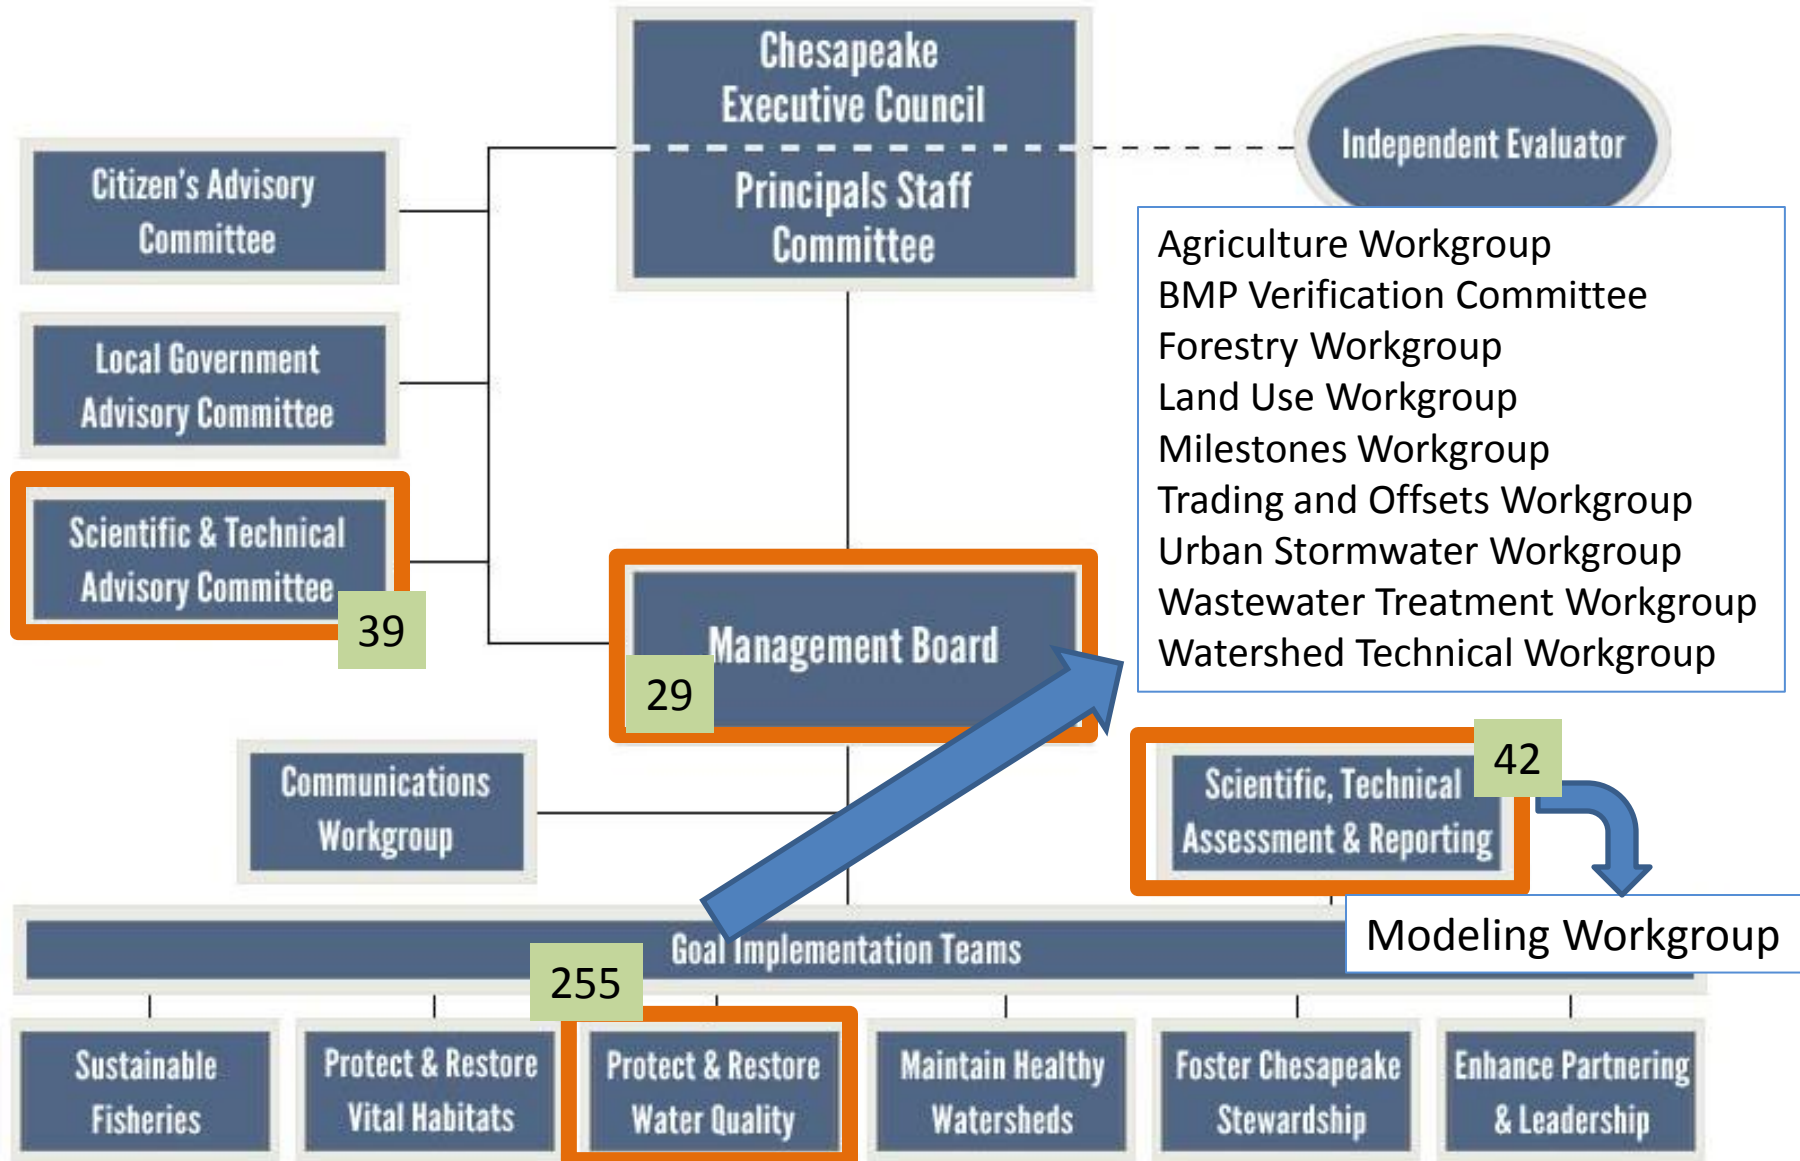 Chesapeake
Executive Council
Principals Staff
Committee
Independent Evaluator
Citizen's Advisory
Committee
Local Government
Advisory Committee
Scientific & Technical
Advisory Committee
39
Agriculture Workgroup
BMP Verification Committee
Forestry Workgroup
Land Use Workgroup
Milestones Workgroup
Trading and Offsets Workgroup
Urban Stormwater Workgroup
Wastewater Treatment Workgroup
Watershed Technical Workgroup
Management Board
29
Communications
Workgroup
42
Scientific, Technical
Assessment & Reporting
Modeling Workgroup
Goal Implementation Teams
255
Sustainable
Fisheries
Protect & Restore
Vital Habitats
Protect & Restore
Water Quality
Maintain Healthy
Watersheds
Foster Chesapeake
Stewardship
Enhance Partnering
& Leadership